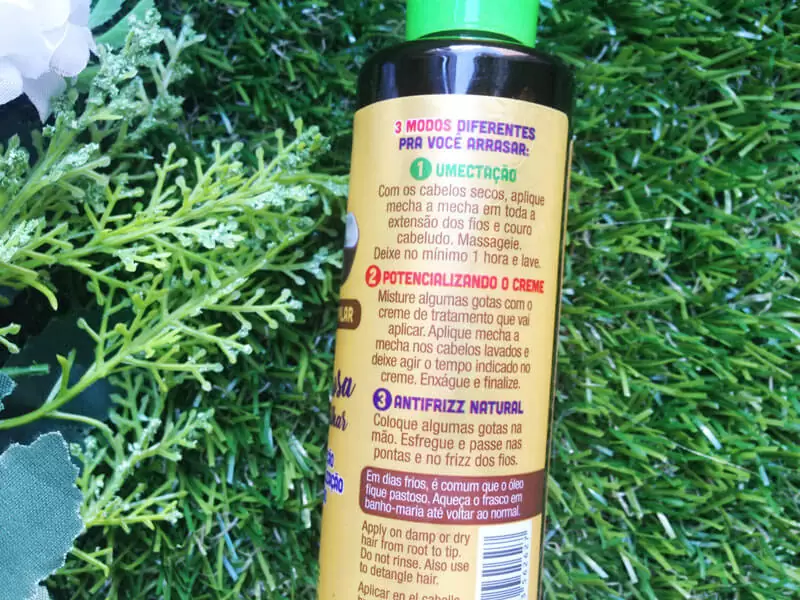 3 MODOS DIFERENTES
PRA VOCÊ ARRASAR:
1 UMECTAÇÃO
Com os cabelos secos, aplique
mecha a mecha em toda a
extensão dos fios e couro
cabeludo. Massageie.
Deixe no mínimo 1 hora e lave.
2 POTENCIALIZANDO O CREME
Misture algumas gotas com o
creme de tratamento que vai
aplicar. Aplique mecha a
mecha nos cabelos lavados e
deixe agir o tempo indicado no
creme. Enxágue e finalize.
3 ANTIFRIZZ NATURAL
Coloque algumas gotas na
mão. Esfregue e passe nas
pontas e no frizz dos fios.
Em dias frios, é comum que o óleo
fique pastoso. Aqueça o frasco em
banho-maria até voltar ao normal.
Apply on damp or dry
hair from root to tip.
Do not rinse. Also use
to detangle hair.
Aplicar en el cabello